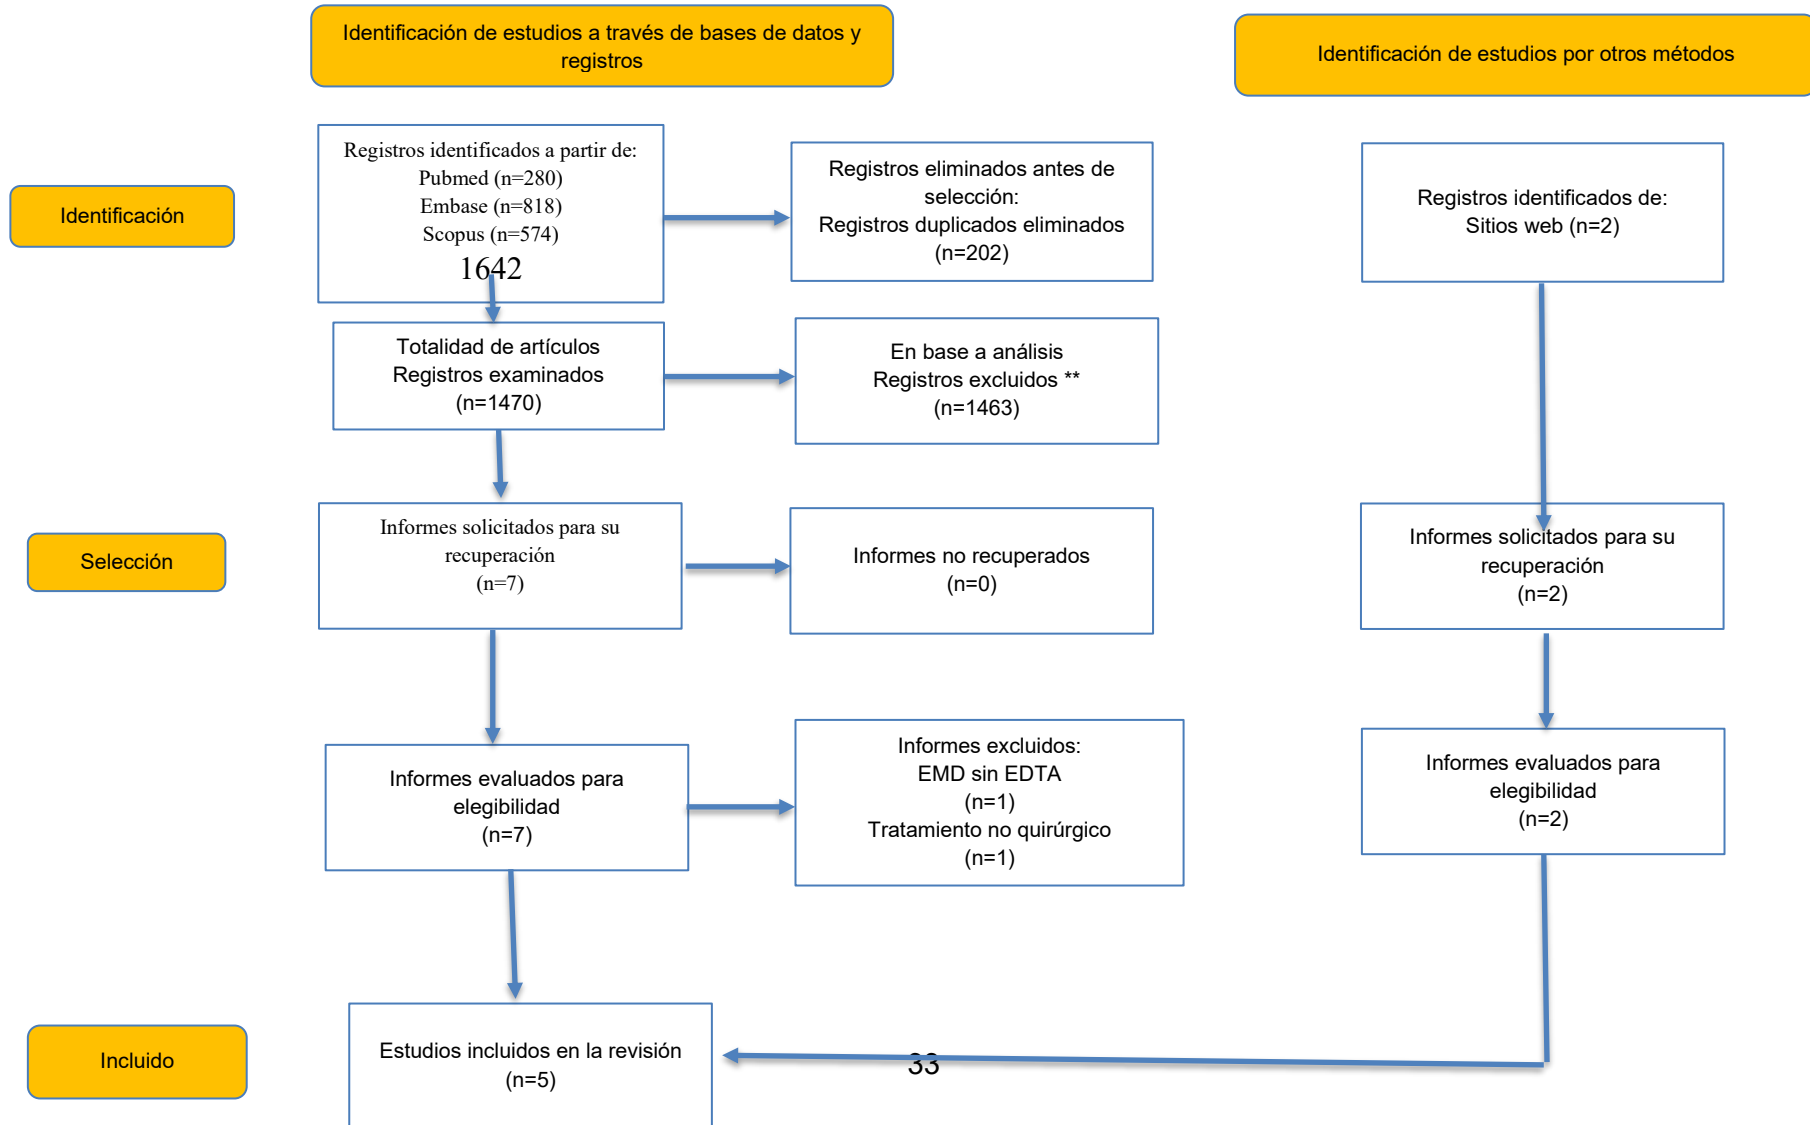 Identificación de estudios a través de bases de datos y
registros
Identificación de estudios por otros métodos
Identificación
Registros identificados a partir de:
Pubmed (n=280)
Embase (n=818)
Scopus (n=574)
1642
Registros eliminados antes de
selección:
Registros duplicados eliminados
(n=202)
Registros identificados de:
Sitios web (n=2)
Totalidad de artículos
Registros examinados
(n=1470)
En base a análisis
Registros excluidos **
(n=1463)
Selección
Informes solicitados para su
recuperación
(n=7)
Informes no recuperados
(n=0)
Informes solicitados para su
recuperación
(n=2)
Informes evaluados para
elegibilidad
(n=7)
Informes excluidos:
EMD sin EDTA
(n=1)
Tratamiento no quirúrgico
(n=1)
Informes evaluados para
elegibilidad
(n=2)
Incluido
Estudios incluidos en la revisión
(n=5)
33